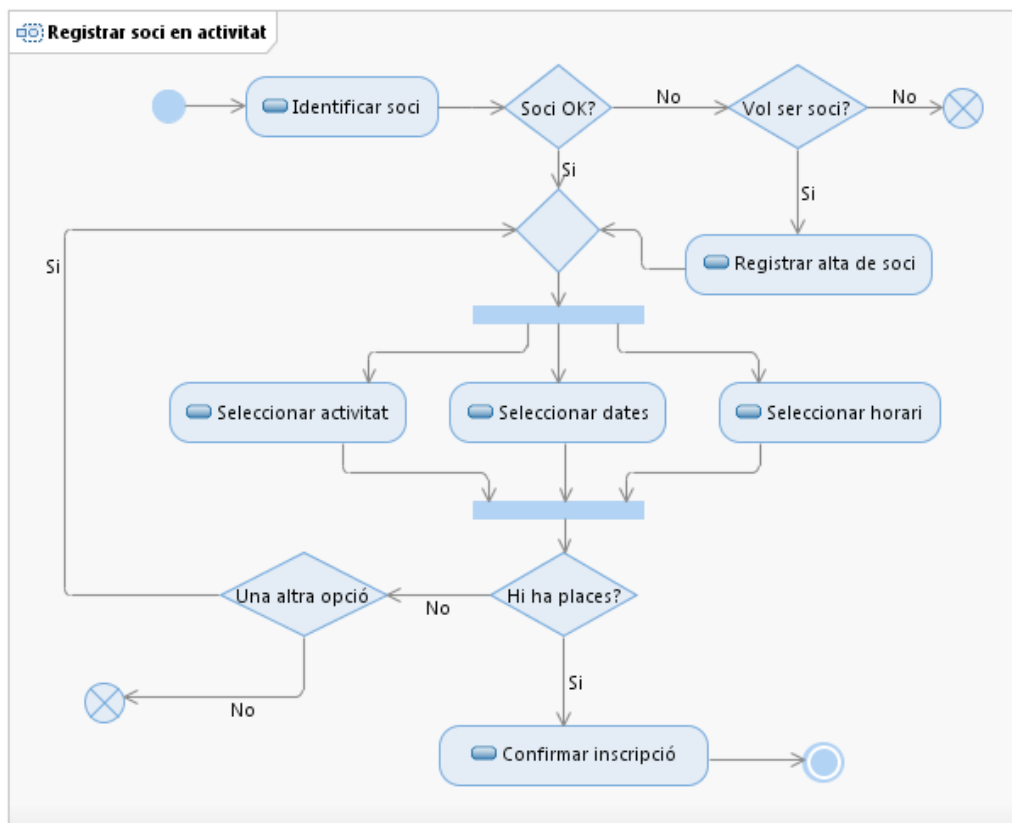 Registrar soci en activitat
Identificar soci
Soci OK?
No
Vol ser soci?
No
Si
Si
Si
Registrar alta de soci
Seleccionar activitat
Seleccionar dates
Seleccionar horari
Una altra opció
No
Hi ha places?
No
Si
Confirmar inscripció